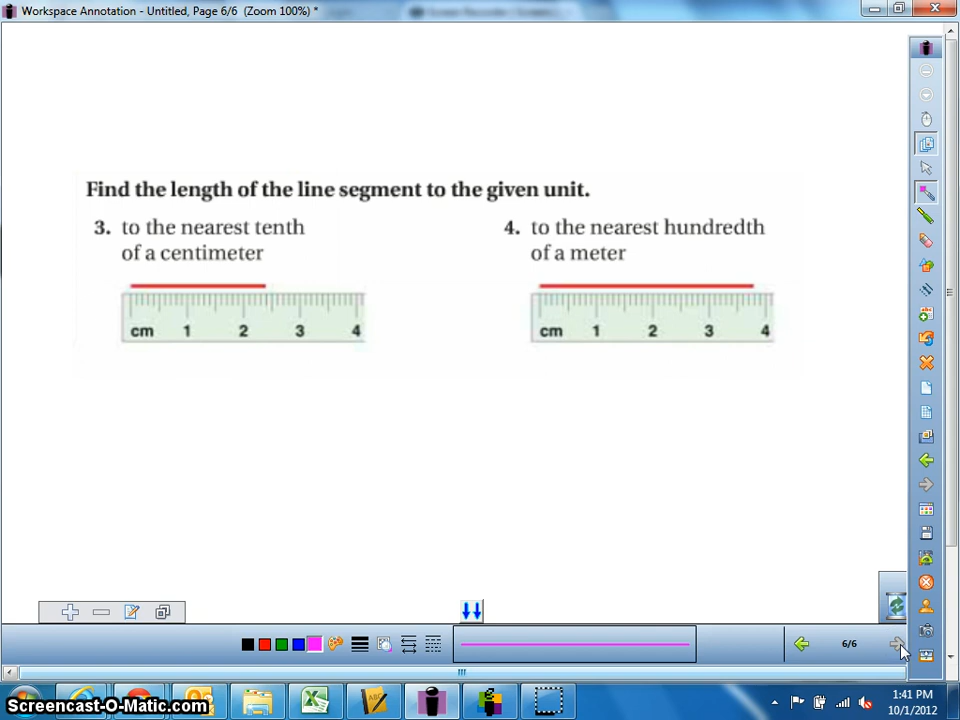 Workspace Annotation - Untitled, Page 6/6 (Zoom 100%) *
Find the length of the line segment to the given unit.
3. to the nearest tenth
of a centimeter
cm 1 2 3 4
4. to the nearest hundredth
of a meter
cm 1 2 3 4
6/6
ABC
1:41 PM
10/1/2012
Screencast-O-Matic.com